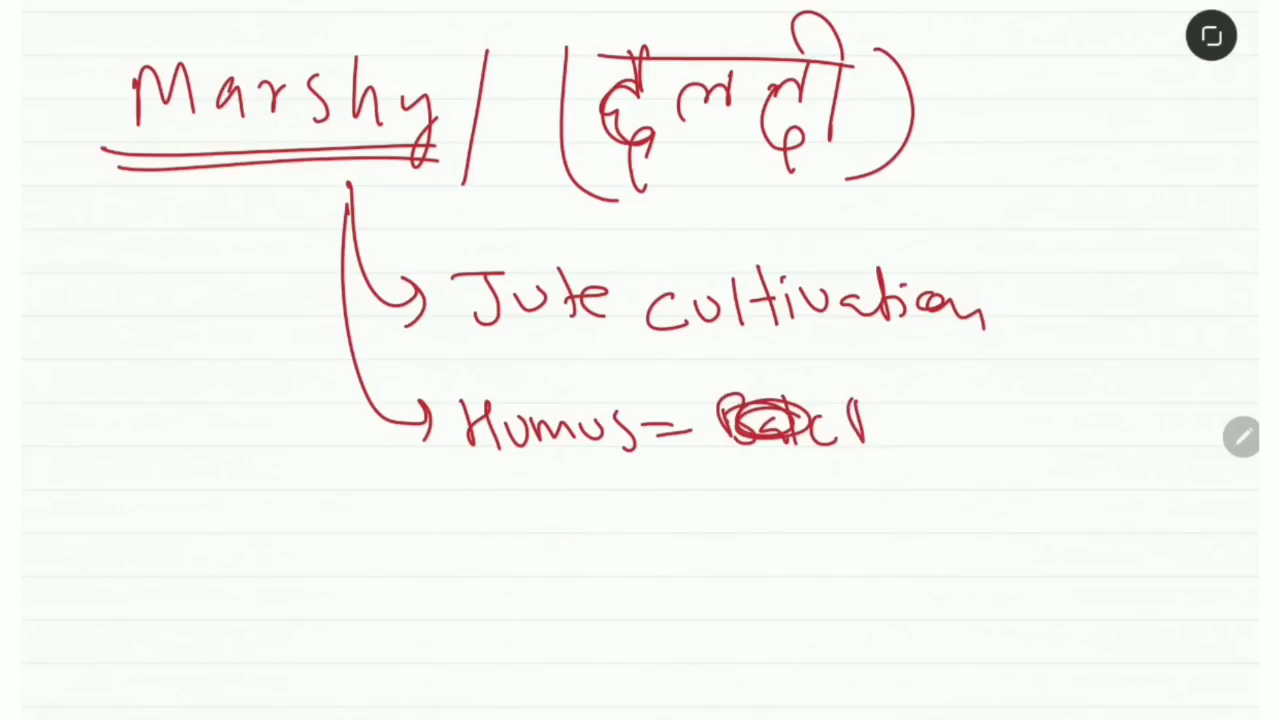 Marshy / (दलदली)
Jute cultivation
Humus =